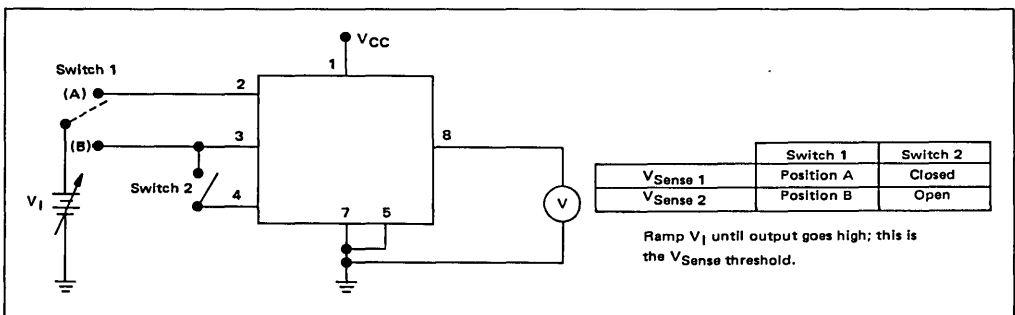 VCC
1
Switch 1
(A)
2
(B)
3
8
Switch 2
4
VI
7 5
V
Switch 1 Switch 2
VSense 1 Position A Closed
VSense 2 Position B Open
Ramp VI until output goes high; this is
the VSense threshold.